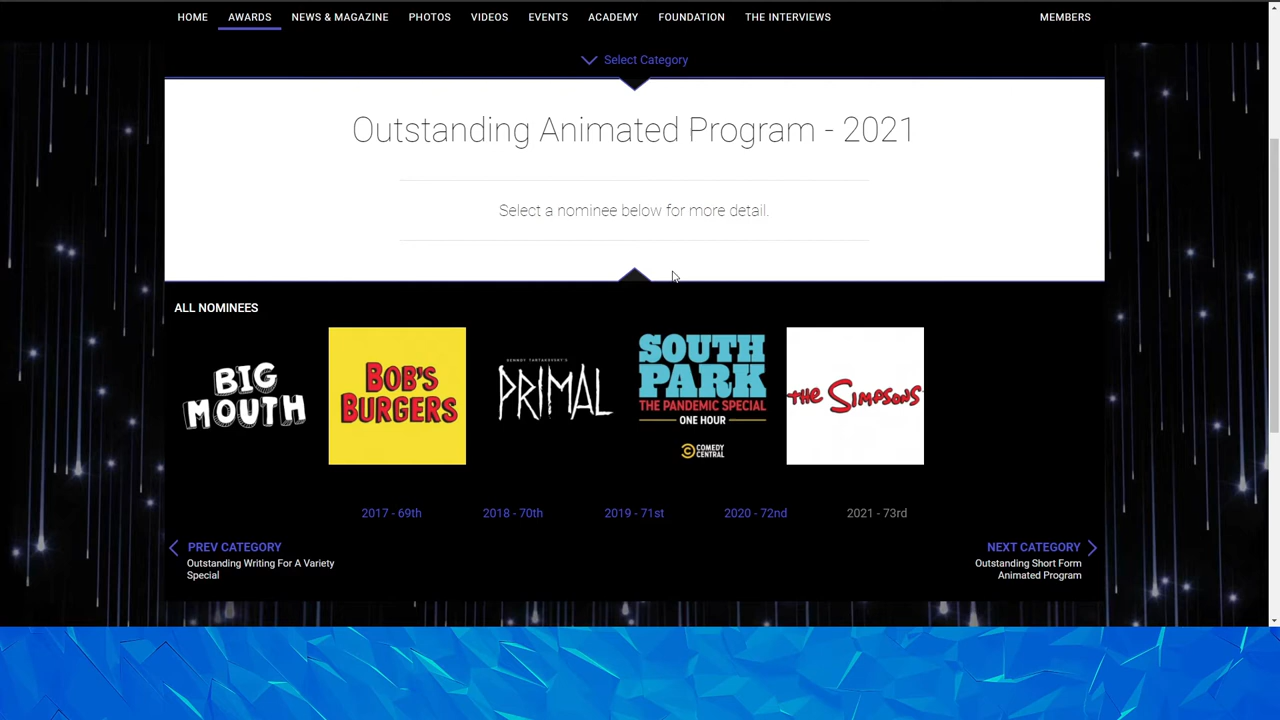 HOME AWARDS NEWS & MAGAZINE PHOTOS VIDEOS EVENTS ACADEMY FOUNDATION THE INTERVIEWS MEMBERS
Select Category
Outstanding Animated Program - 2021
Select a nominee below for more detail.
ALL NOMINEES
BIG
MOUTH
BOB'S
BURGERS
GENNDY TARTAKOVSKY'S
PRIMAL
SOUTH
PARK
THE PANDEMIC SPECIAL
ONE HOUR
COMEDY
CENTRAL
THE SIMPSONS
2017 - 69th 2018 - 70th 2019 - 71st 2020 - 72nd 2021 - 73rd
PREV CATEGORY
Outstanding Writing For A Variety
Special
NEXT CATEGORY
Outstanding Short Form
Animated Program